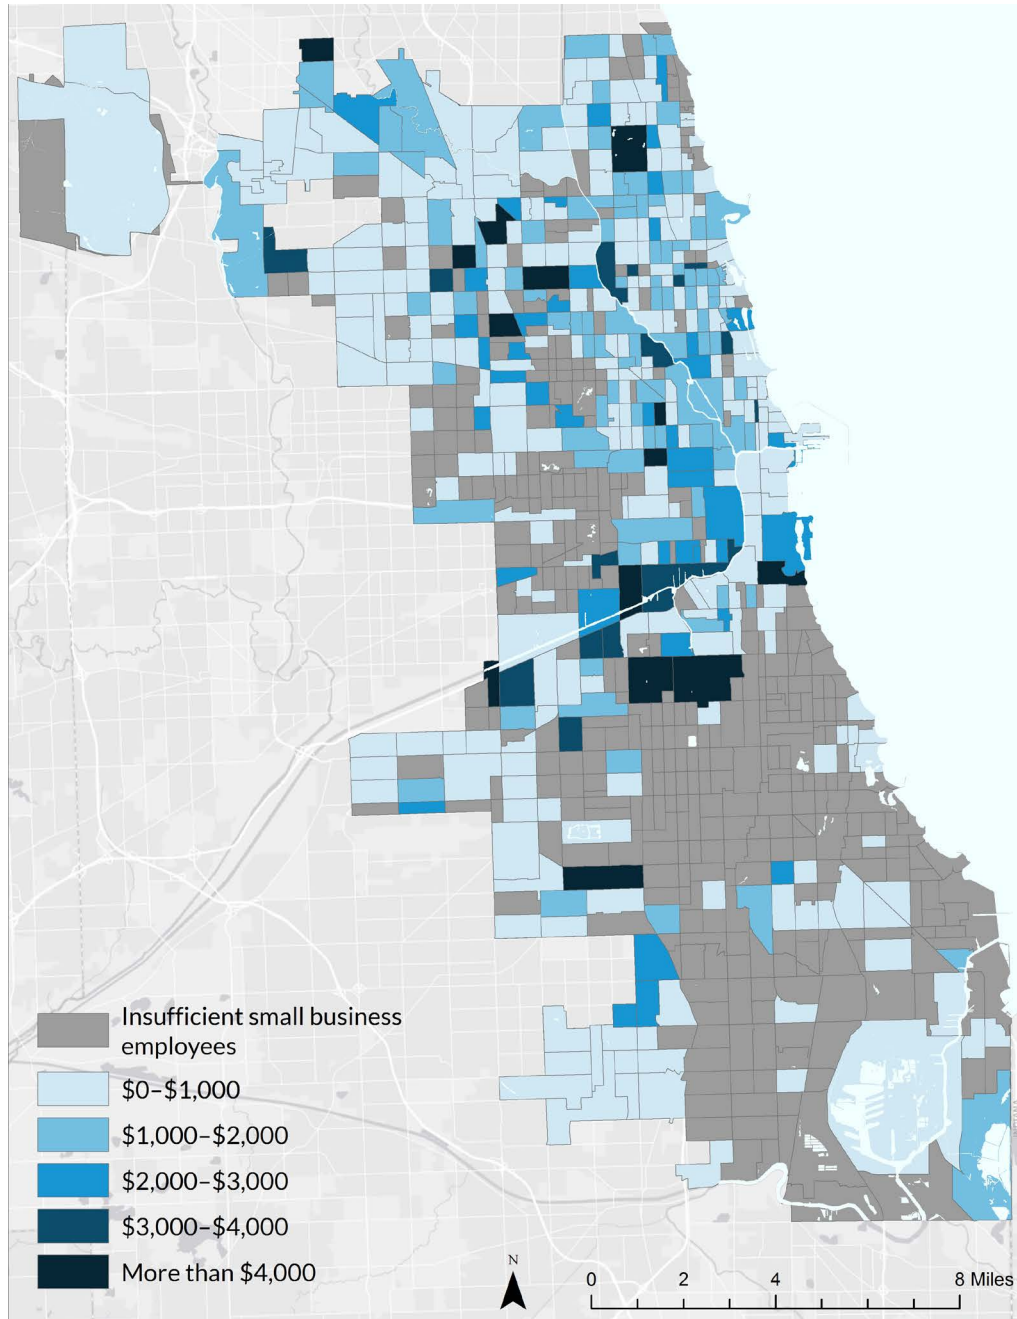 Insufficient small business
employees
$0–$1,000
$1,000–$2,000
$2,000–$3,000
$3,000–$4,000
More than $4,000
N
0 2 4 8 Miles
INDIANA